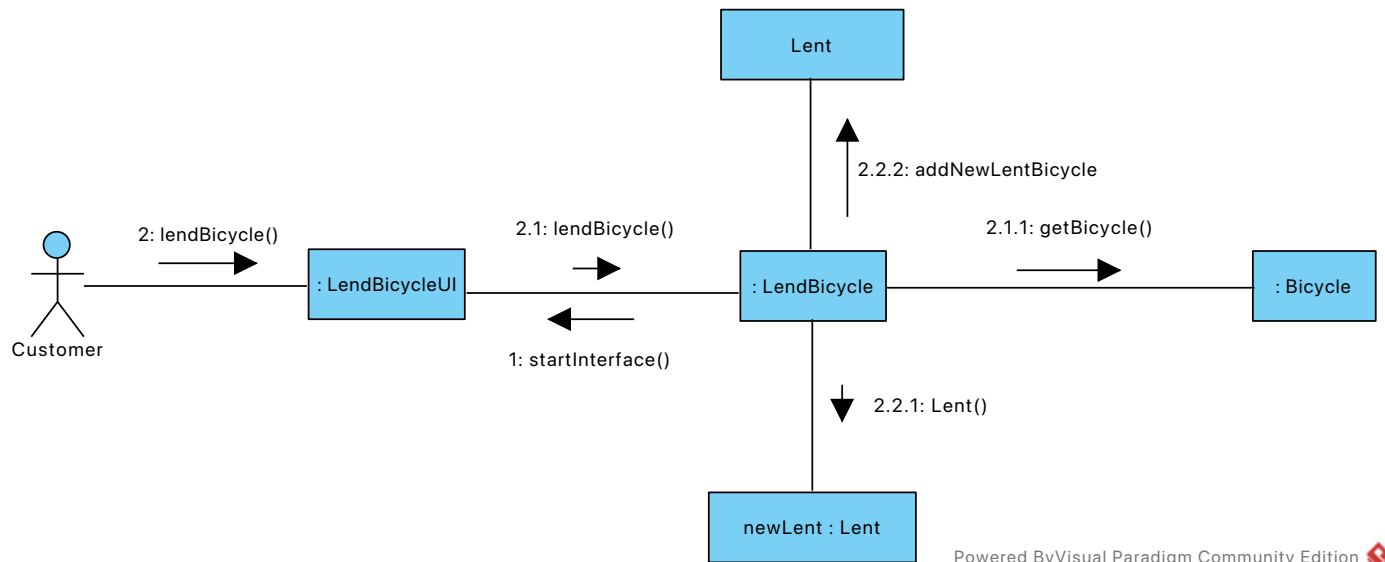 Lent
2.2.2: addNewLentBicycle
2: lendBicycle()
2.1: lendBicycle()
2.1.1: getBicycle()
: LendBicycleUI
: LendBicycle
: Bicycle
Customer
1: startInterface()
2.2.1: Lent()
newLent : Lent
Powered ByVisual Paradigm Community Edition